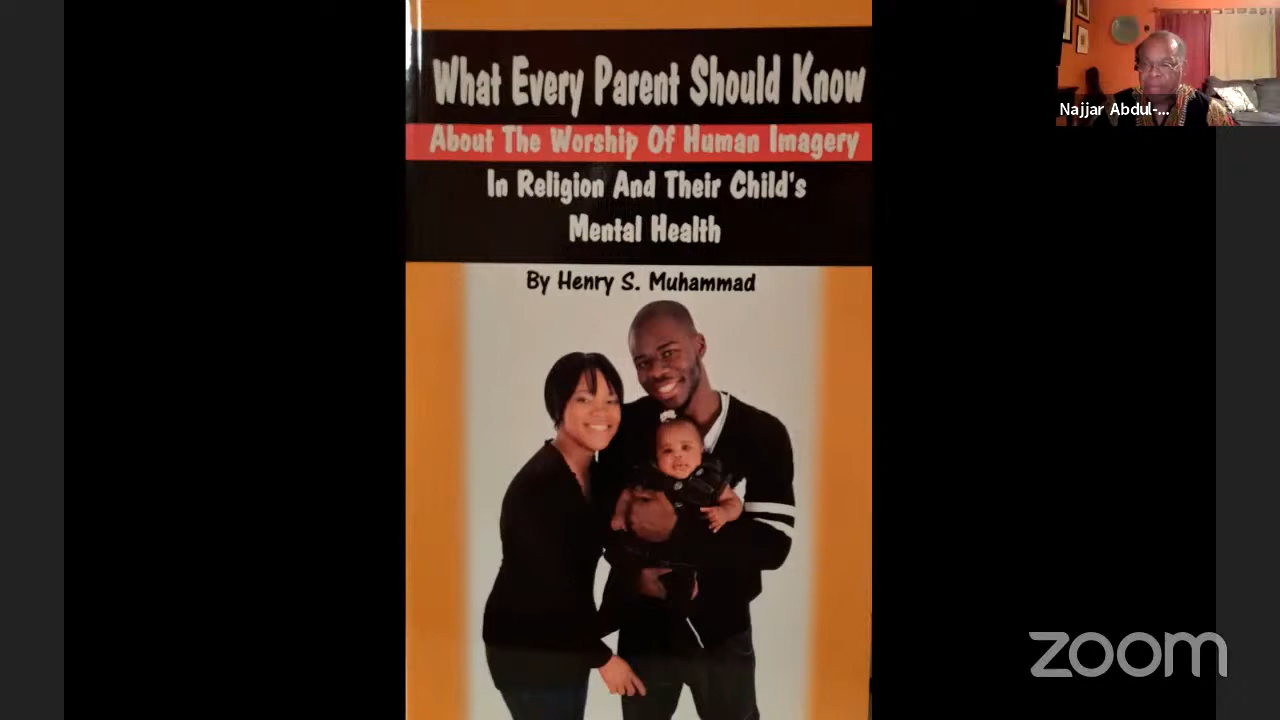 What Every Parent Should Know
About The Worship Of Human Imagery
In Religion And Their Child's
Mental Health
By Henry S. Muhammad
Najjar Abdul-...
zoom